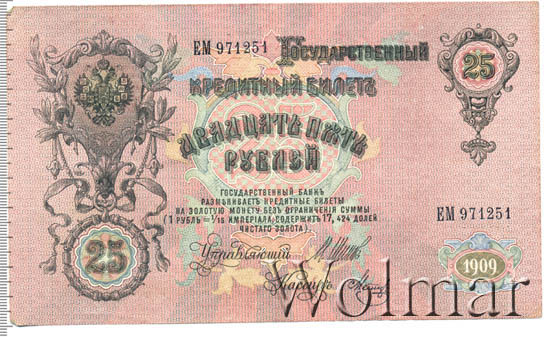 ЕМ 971251
Государственный
25
Кредитный Билетъ
Двадцать пять
рублей
Государственный Банкъ
размѣниваетъ кредитные билеты
на золотую монету безъ ограниченія суммы
(1 рубль = 1/15 имперіала, содержитъ 17,424 долей
чистаго золота)
ЕМ 971251
25
Управляющій
1909
Кассиръ
Wolmar